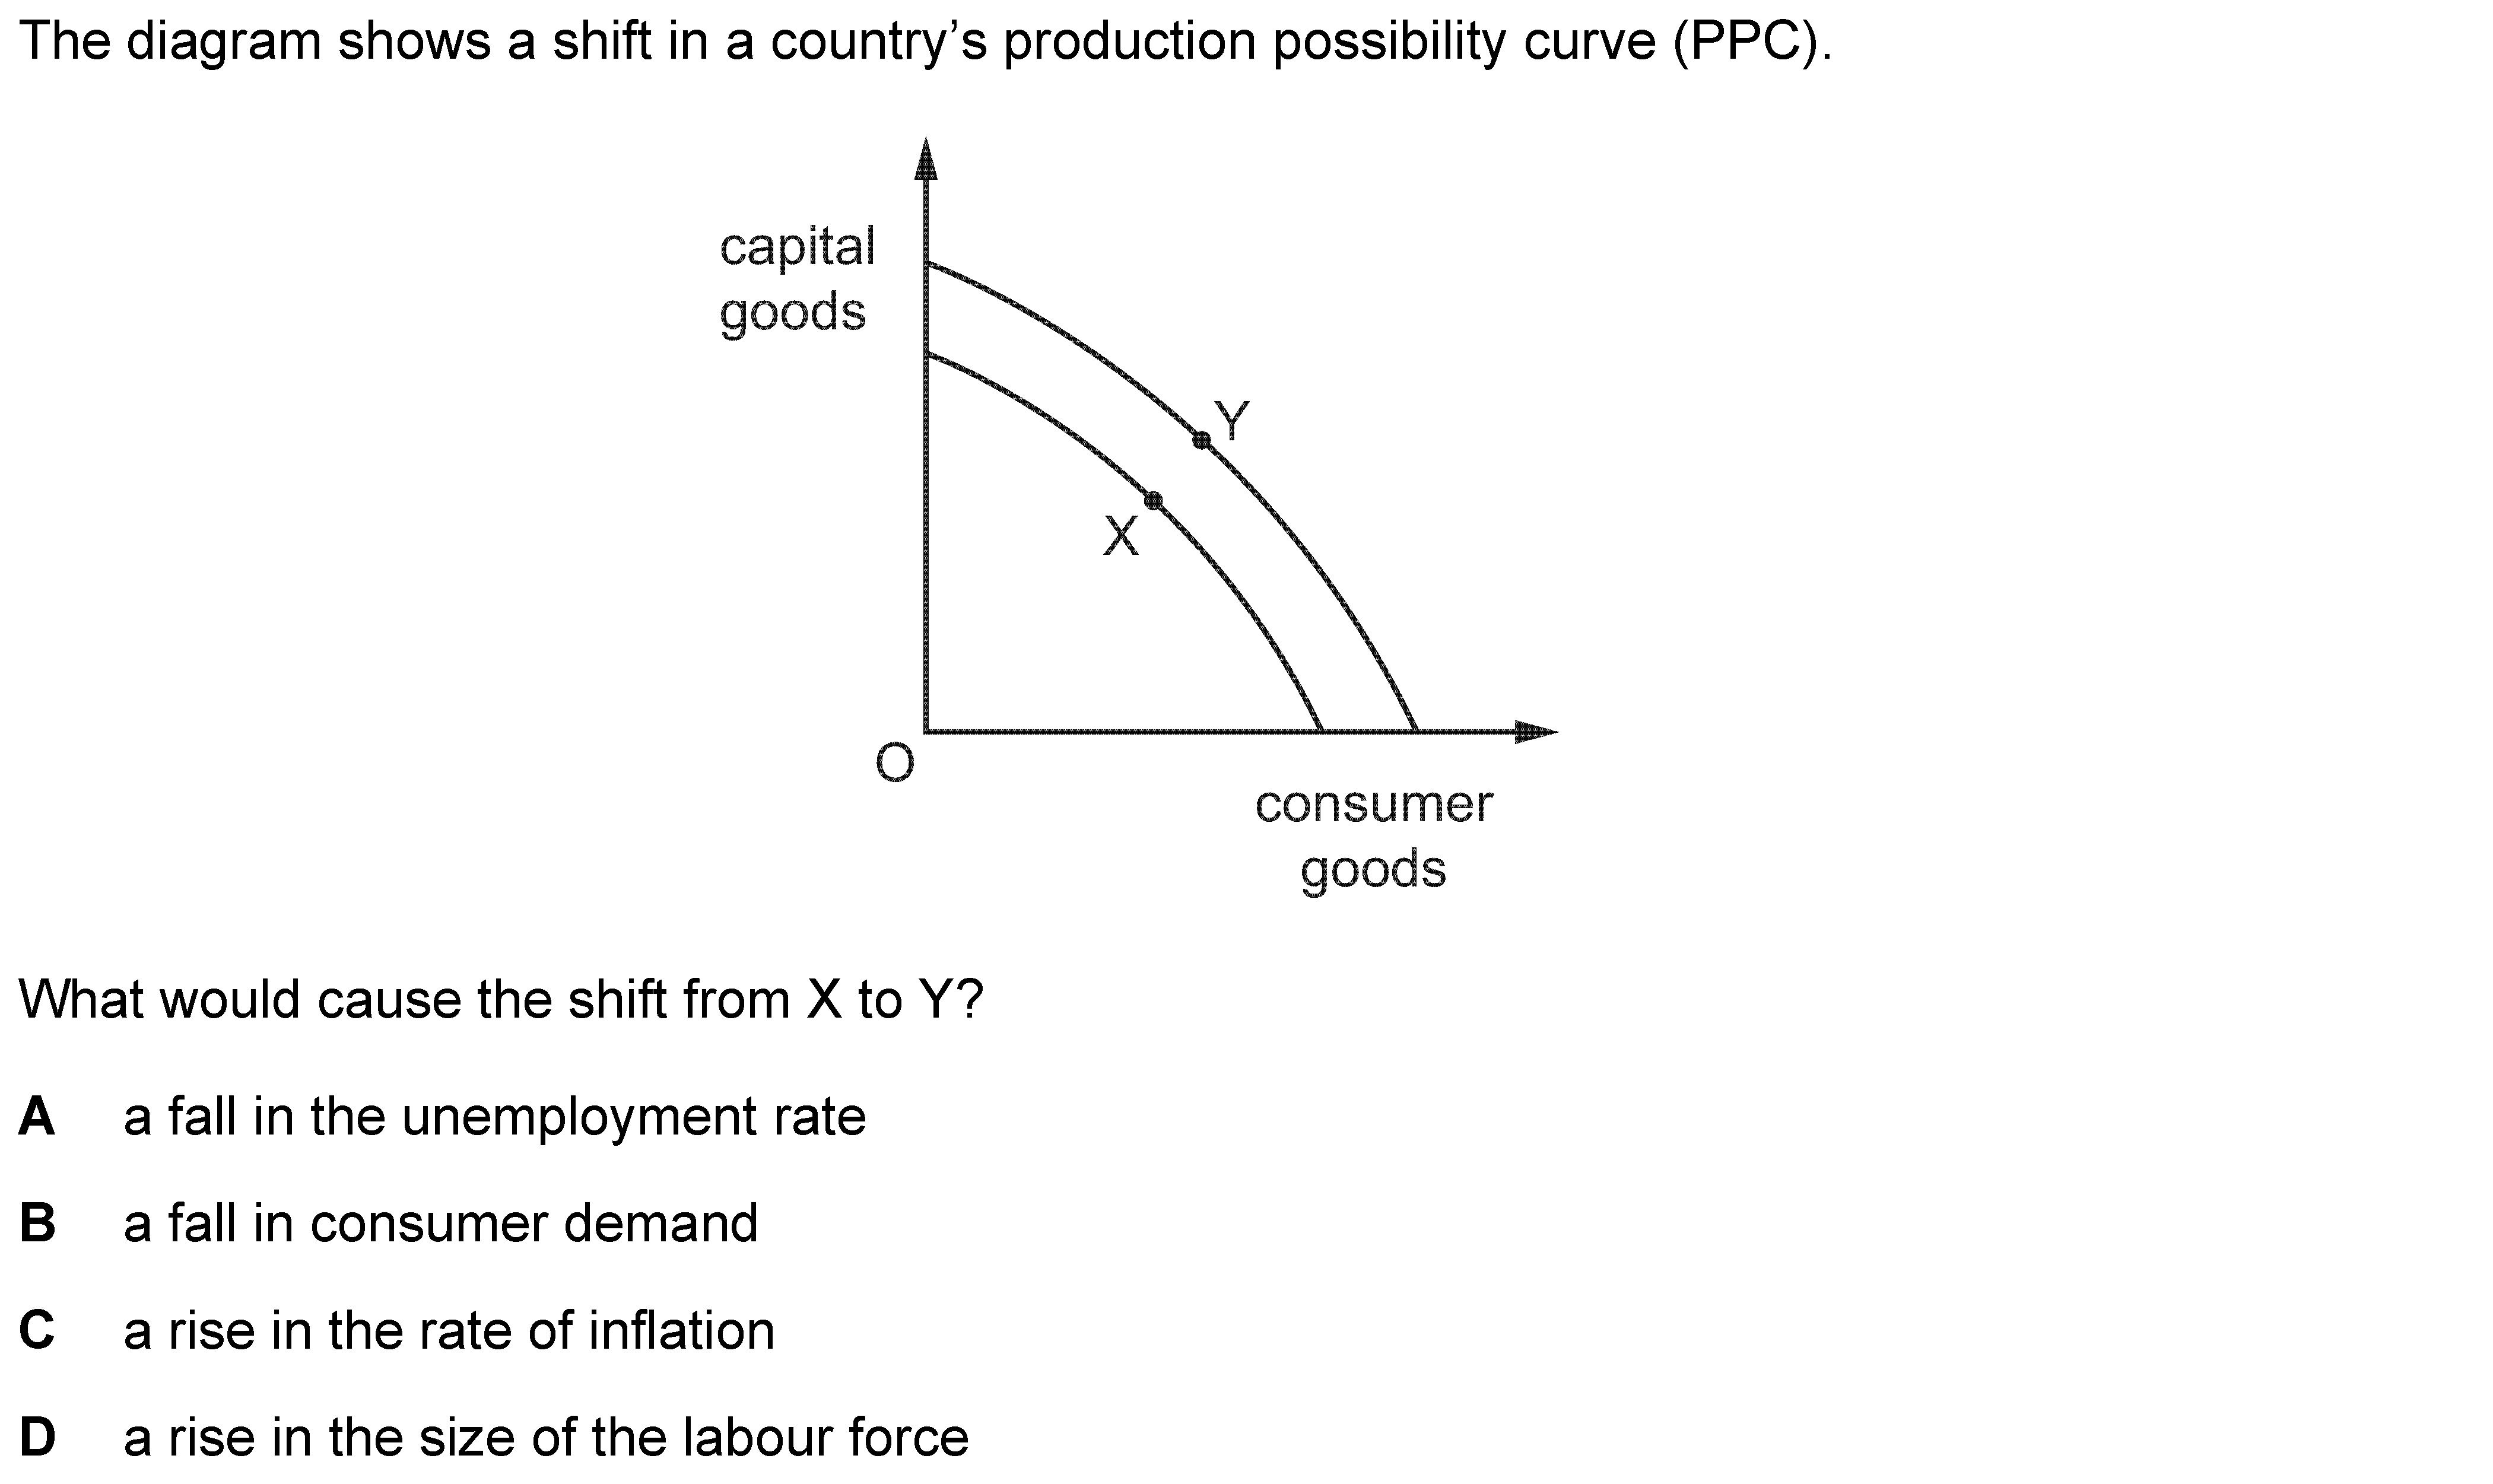 The diagram shows a shift in a country’s production possibility curve (PPC).
capital
goods
Y
X
O
consumer
goods
What would cause the shift from X to Y?
A a fall in the unemployment rate
B a fall in consumer demand
C a rise in the rate of inflation
D a rise in the size of the labour force